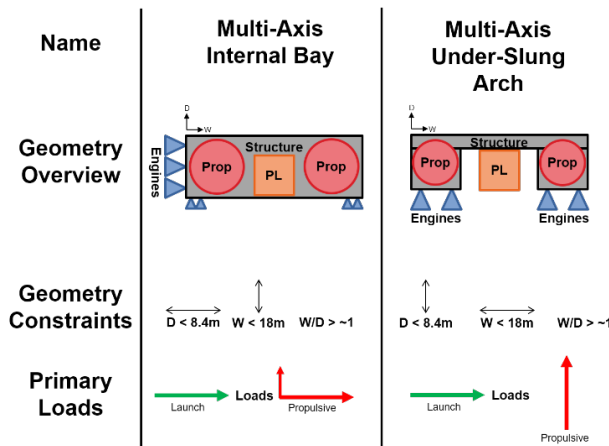 Name
Multi-Axis
Internal Bay
Multi-Axis
Under-Slung
Arch
Geometry
Overview
D
W
Engines
Structure
Prop
PL
Prop
D
W
Structure
Prop
PL
Prop
Engines
Engines
Geometry
Constraints
D < 8.4m
W < 18m
W/D > ~1
D < 8.4m
W < 18m
W/D > ~1
Primary
Loads
Launch
Loads
Propulsive
Launch
Loads
Propulsive